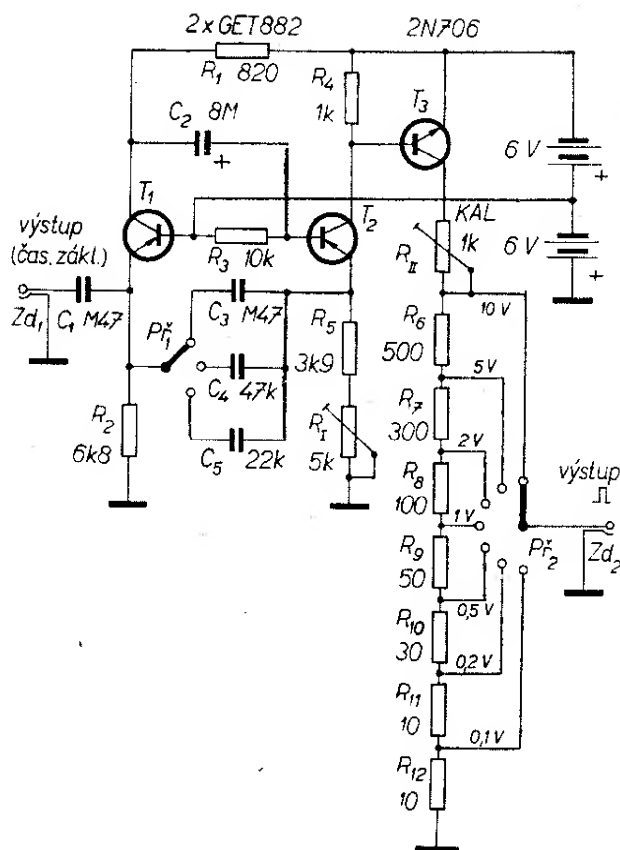 2x GET882
2N706
R1 820
R4
1k
T3
C2 8M
+
6 V
+
T1
T2
KAL
1k
RII
6 V
+
výstup
(čas. zákl.)
R3 10k
Zd1
C1 M47
Př1
C3 M47
10 V
R5
3k9
R6
500
C4 47k
5 V
R7
300
R2
6k8
RI
5k
C5 22k
2 V
R8
100
výstup
1 V
Př2
Zd2
R9
50
0,5 V
R10
30
0,2 V
R11
10
0,1 V
R12
10